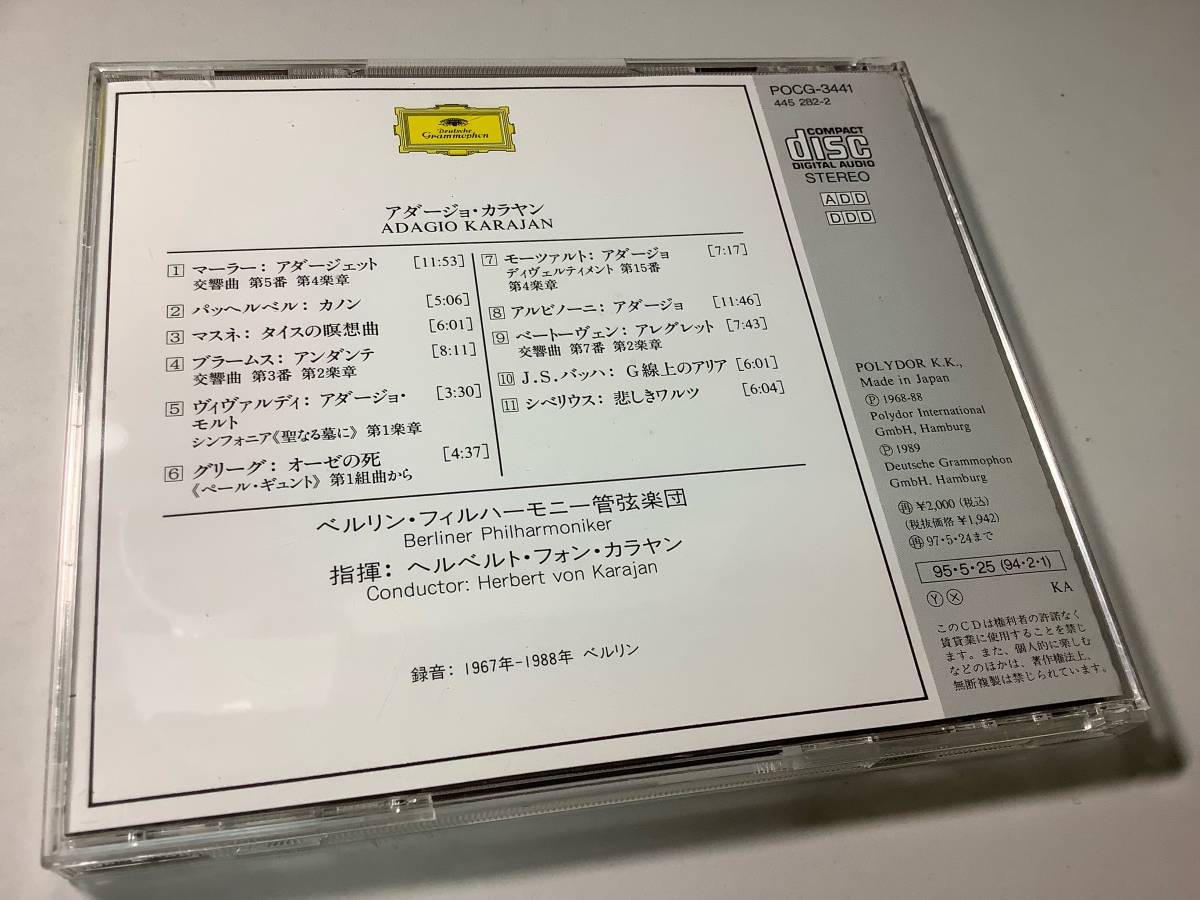 Deutsche
Grammophon
アダージョ・カラヤン
ADAGIO KARAJAN
1 マーラー: アダージェット [11:53]
交響曲 第5番 第4楽章
2 パッヘルベル: カノン [5:06]
3 マスネ: タイスの瞑想曲 [6:01]
4 ブラームス: アンダンテ [8:11]
交響曲 第3番 第2楽章
5 ヴィヴァルディ: アダージョ・ [3:30]
モルト
シンフォニア《聖なる墓に》 第1楽章
6 グリーグ: オーゼの死 [4:37]
《ペール・ギュント》 第1組曲から
7 モーツァルト: アダージョ [7:17]
ディヴェルティメント 第15番
第4楽章
8 アルビノーニ: アダージョ [11:46]
9 ベートーヴェン: アレグレット [7:43]
交響曲 第7番 第2楽章
10 J.S.バッハ: G線上のアリア [6:01]
11 シベリウス: 悲しきワルツ [6:04]
ベルリン・フィルハーモニー管弦楽団
Berliner Philharmoniker
指揮: ヘルベルト・フォン・カラヤン
Conductor: Herbert von Karajan
録音: 1967年-1988年 ベルリン
POCG-3441
445 282-2
COMPACT
disc
DIGITAL AUDIO
STEREO
ADD
DDD
POLYDOR K.K.,
Made in Japan
Ⓟ 1968-88
Polydor International
GmbH, Hamburg
Ⓟ 1989
Deutsche Grammophon
GmbH, Hamburg
再 ¥2,000 (税込)
(税抜価格 ¥1,942)
再 97・5・24まで
95・5・25 (94・2・1)
Ⓨ Ⓧ KA
このCDは権利者の許諾なく
賃貸業に使用することを禁じ
ます。また、個人的に楽しむ
などのほかは、著作権法上、
無断複製は禁じられています。